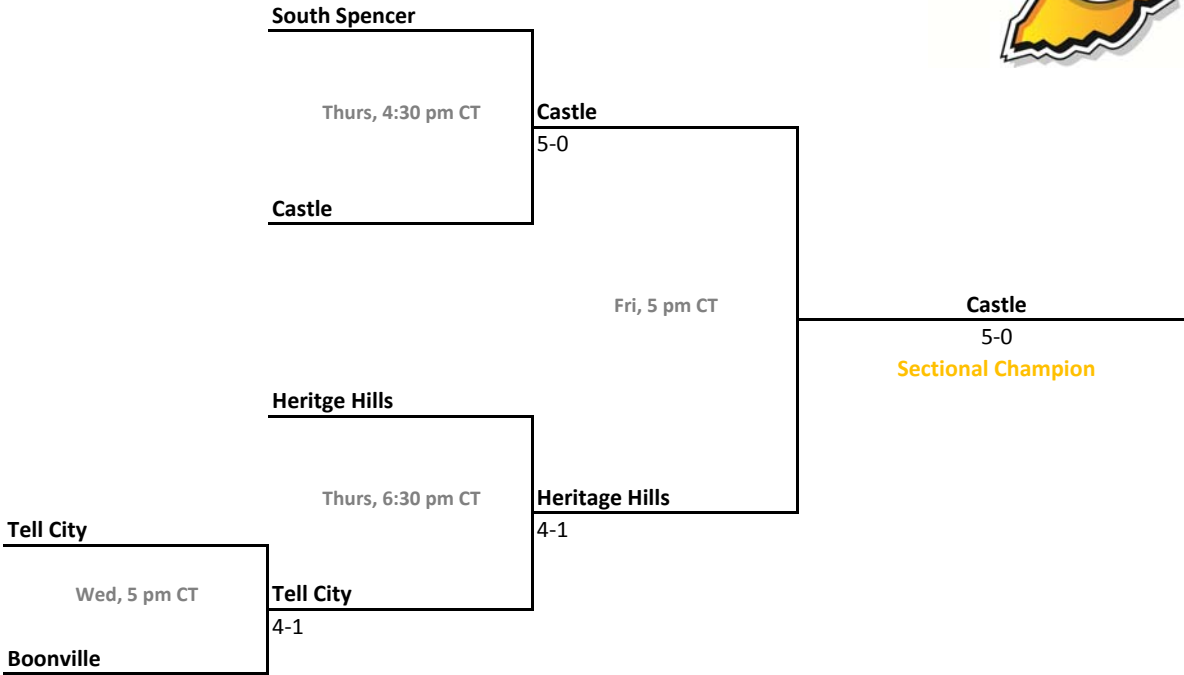 South Spencer
Thurs, 4:30 pm CT
Castle
5-0
Castle
Fri, 5 pm CT
Castle
5-0
Sectional Champion
Heritge Hills
Thurs, 6:30 pm CT
Heritage Hills
4-1
Tell City
Wed, 5 pm CT
Tell City
4-1
Boonville